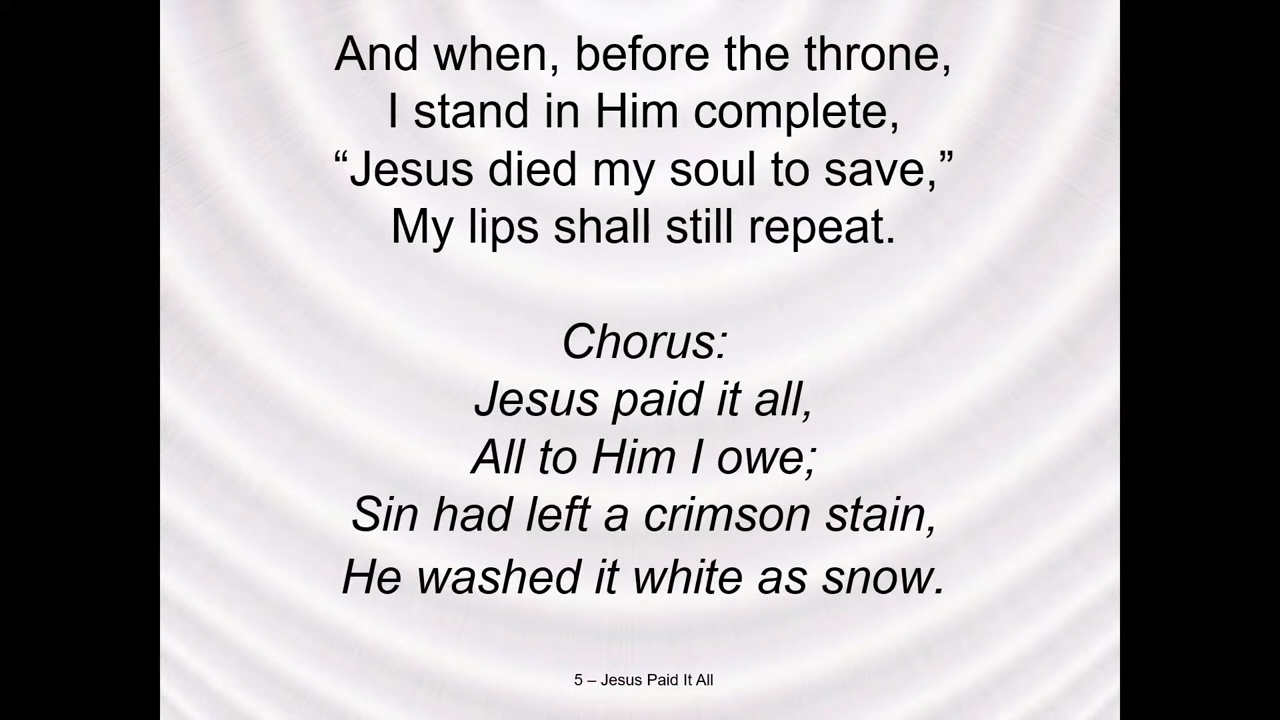 And when, before the throne,
I stand in Him complete,
“Jesus died my soul to save,”
My lips shall still repeat.
Chorus:
Jesus paid it all,
All to Him I owe;
Sin had left a crimson stain,
He washed it white as snow.
5 – Jesus Paid It All